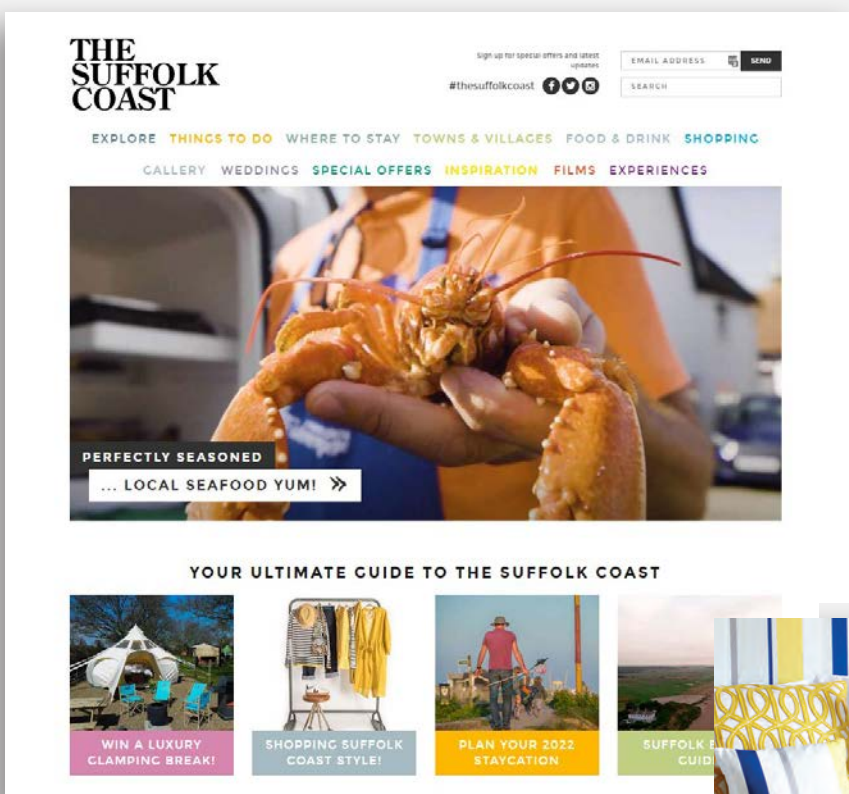 THE
SUFFOLK
COAST
Sign up for special offers and latest
updates
EMAIL ADDRESS
SEND
#thesuffolkcoast
SEARCH
EXPLORE THINGS TO DO WHERE TO STAY TOWNS & VILLAGES FOOD & DRINK SHOPPING
GALLERY WEDDINGS SPECIAL OFFERS INSPIRATION FILMS EXPERIENCES
PERFECTLY SEASONED
... LOCAL SEAFOOD YUM!
YOUR ULTIMATE GUIDE TO THE SUFFOLK COAST
WIN A LUXURY
GLAMPING BREAK!
SHOPPING SUFFOLK
COAST STYLE!
PLAN YOUR 2022
STAYCATION
SUFFOLK